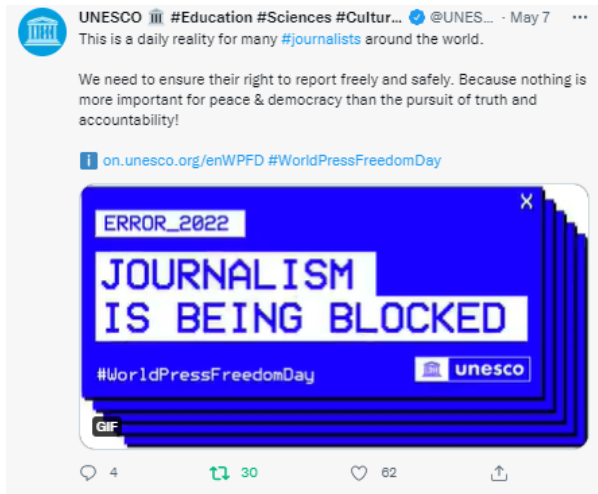 UNESCO 🏛️ #Education #Sciences #Cultur... @UNES... · May 7 ...
This is a daily reality for many #journalists around the world.
We need to ensure their right to report freely and safely. Because nothing is
more important for peace & democracy than the pursuit of truth and
accountability!
ℹ️ on.unesco.org/enWPFD #WorldPressFreedomDay
X
ERROR_2022
JOURNALISM
IS BEING BLOCKED
#WorldPressFreedomDay unesco
GIF
4 30 62